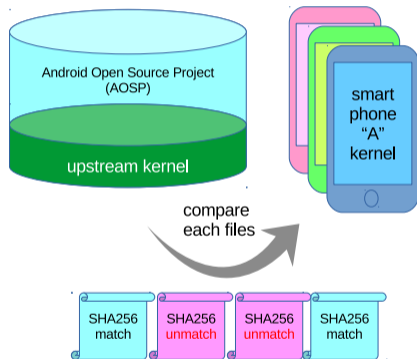 Android Open Source Project
(AOSP)
upstream kernel
smart
phone
“A”
kernel
compare
each files
SHA256
match
SHA256
unmatch
SHA256
unmatch
SHA256
match